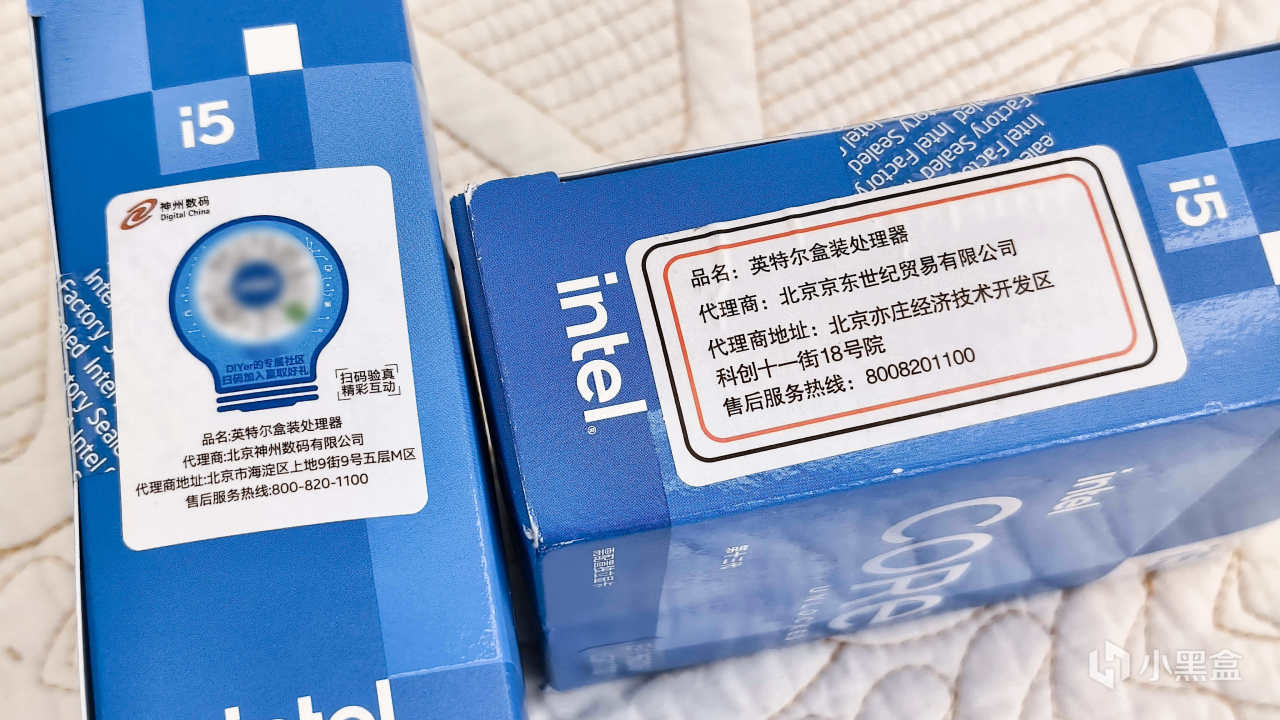 i5
神州数码
Digital China
DIYer的专属社区
扫码加入赢取好礼
扫码验真
精彩互动
品名:英特尔盒装处理器
代理商:北京神州数码有限公司
代理商地址:北京市海淀区上地9街9号五层M区
售后服务热线:800-820-1100
intel
Factory Sealed
Intel Factory
i5
intel
品名：英特尔盒装处理器
代理商：北京京东世纪贸易有限公司
代理商地址：北京亦庄经济技术开发区
科创十一街18号院
售后服务热线：8008201100
intel
CORE
UNLOCKED
小黑盒